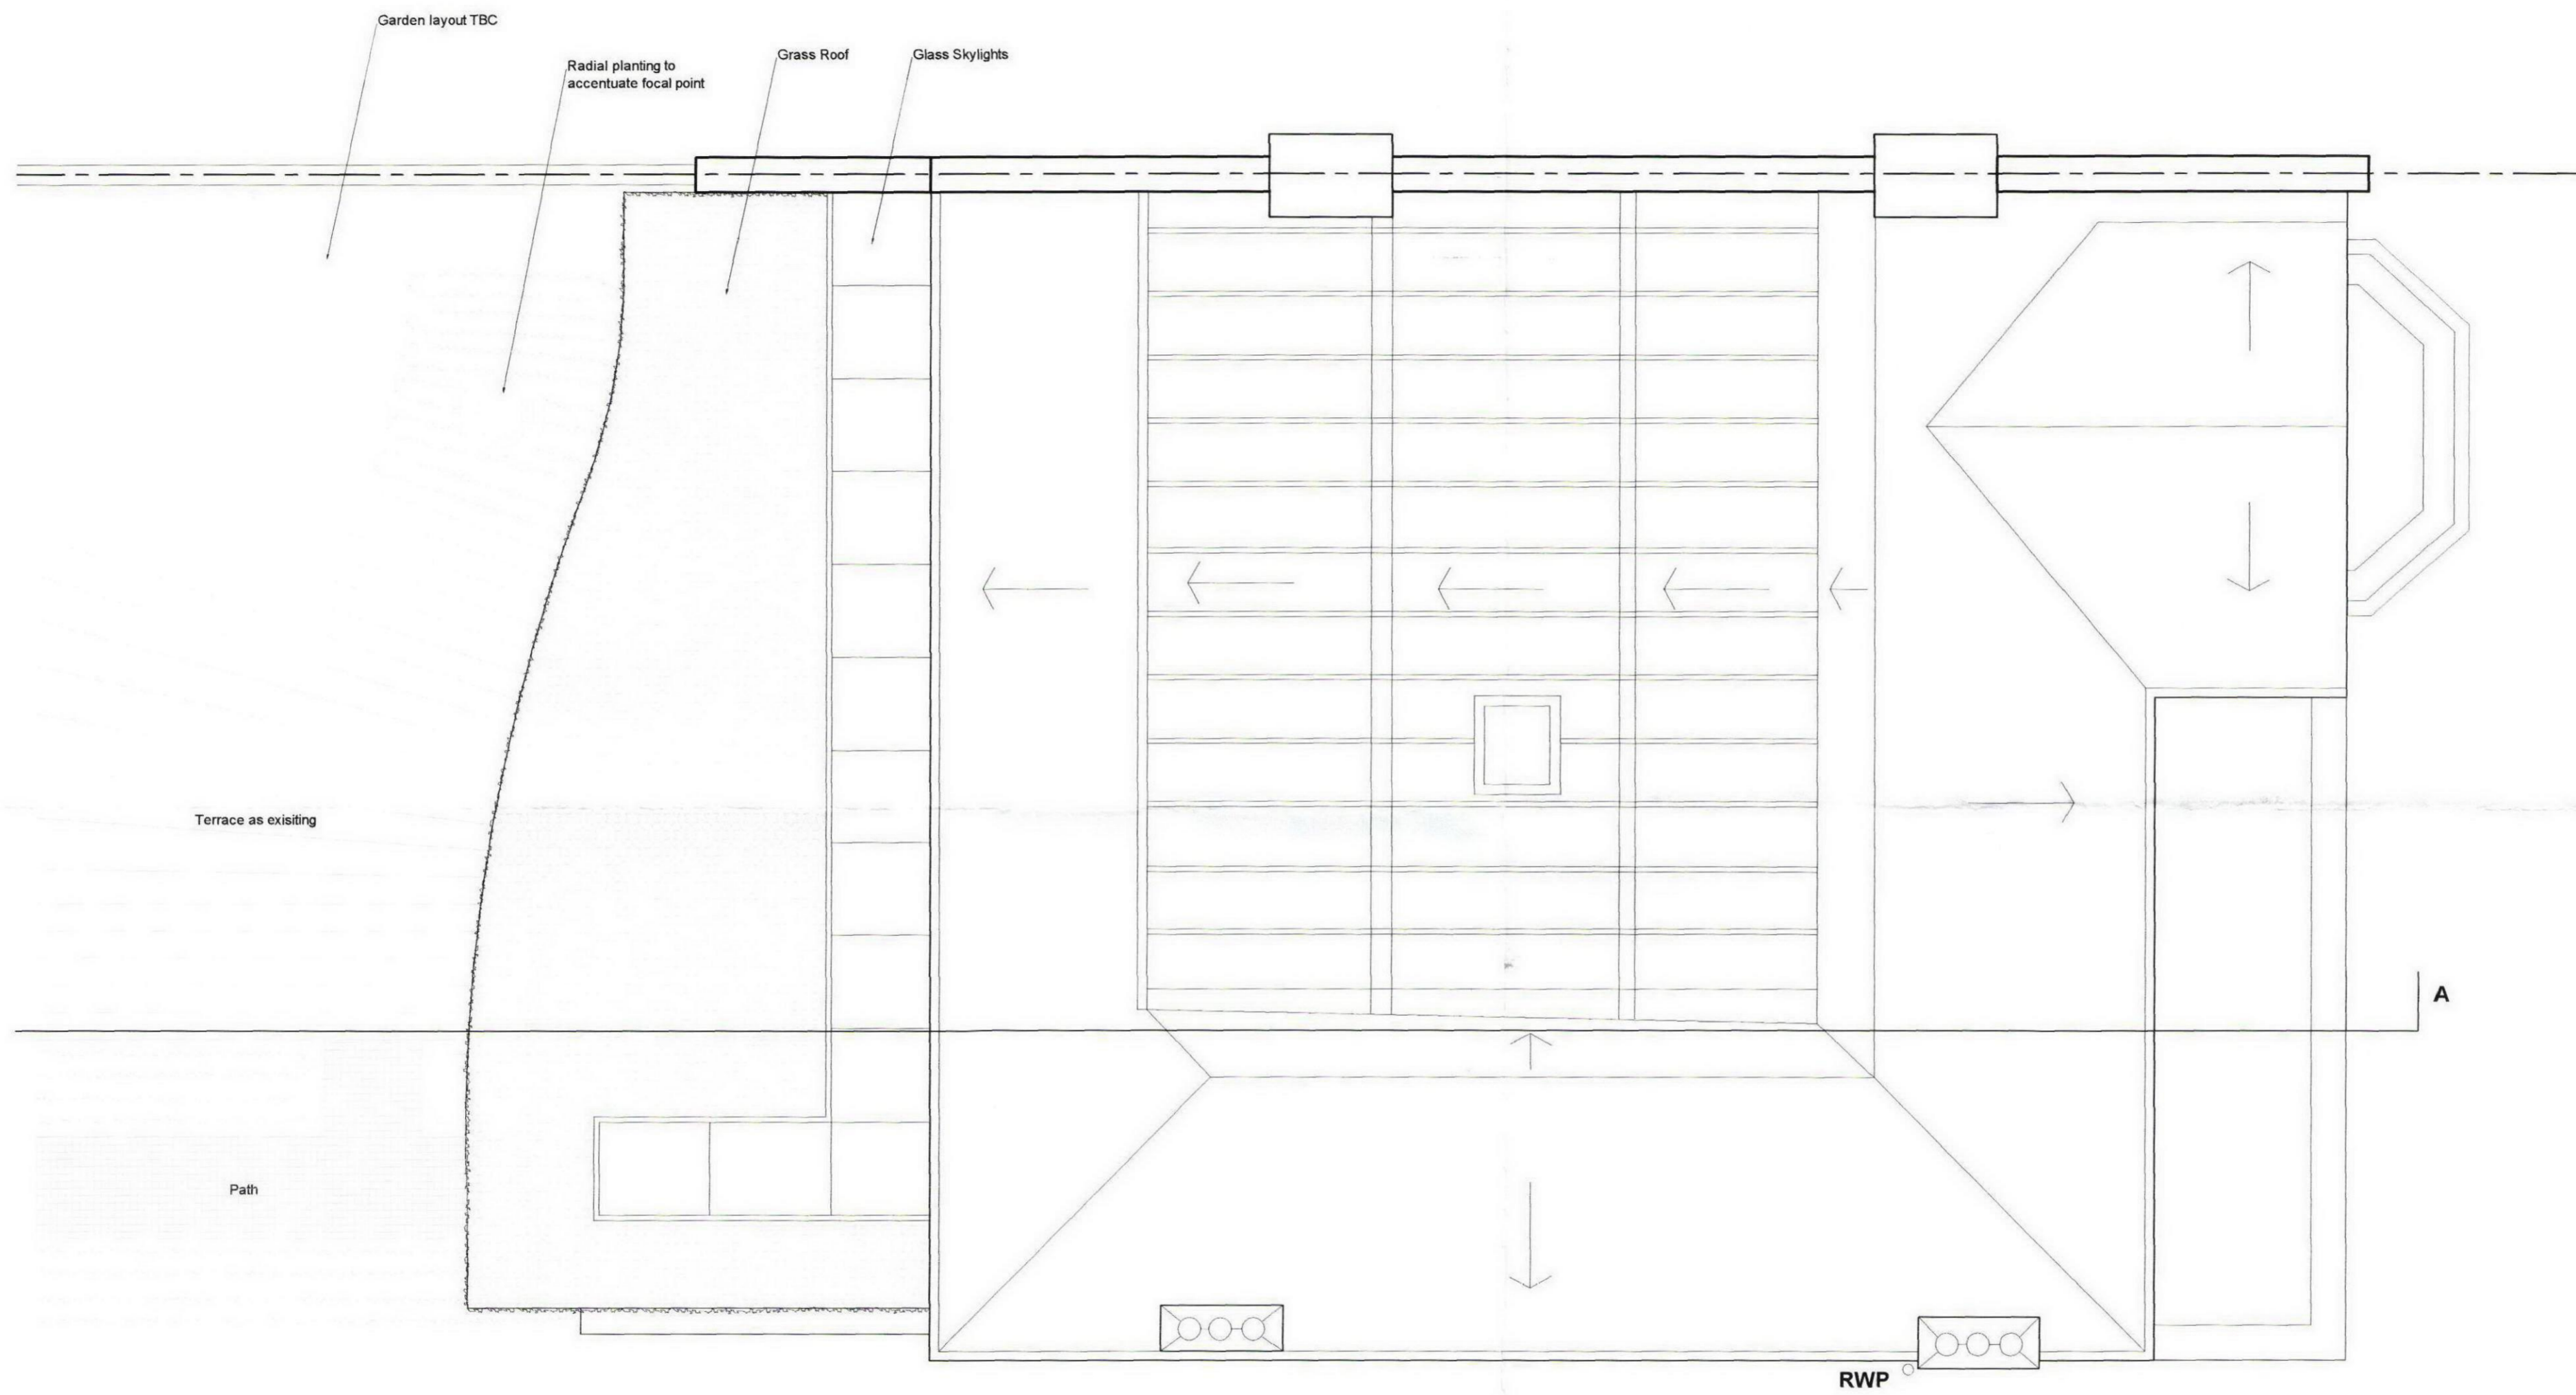 Garden layout TBC
Radial planting to
accentuate focal point
Grass Roof
Glass Skylights
Terrace as exisiting
A
Path
RWP